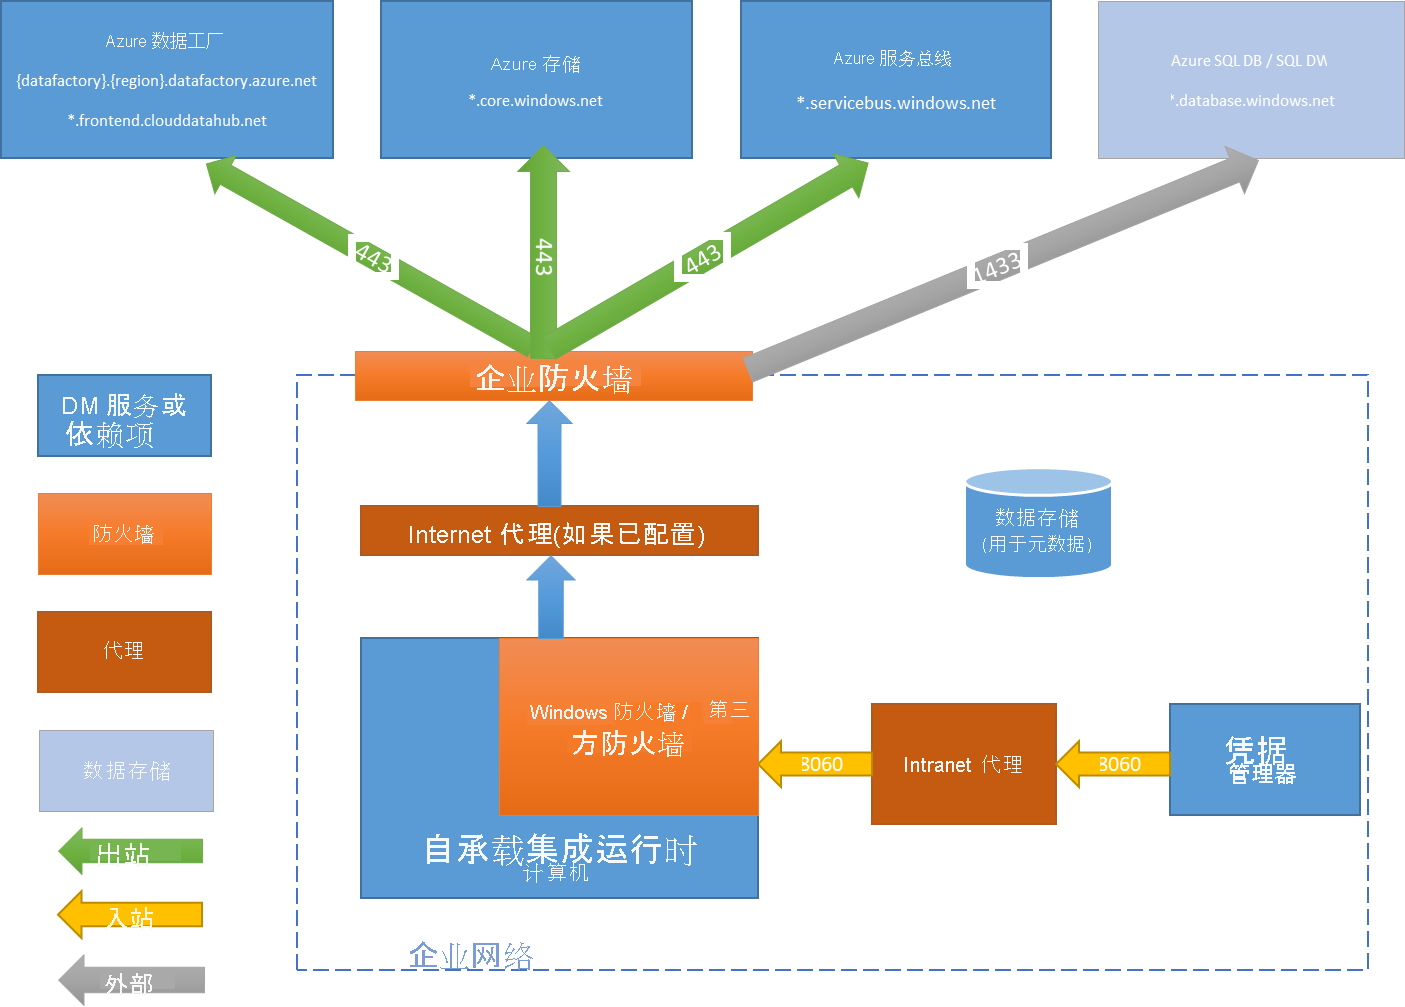 Azure 数据工厂
{datafactory}.{region}.datafactory.azure.net
*.frontend.clouddatahub.net
Azure 存储
*.core.windows.net
Azure 服务总线
*.servicebus.windows.net
Azure SQL DB / SQL DW
*.database.windows.net
443
443
443
1433
企业防火墙
DM 服务或
依赖项
防火墙
代理
数据存储
出站
入站
外部
Internet 代理(如果已配置)
数据存储
(用于元数据)
Windows 防火墙 / 第三
方防火墙
8060
Intranet 代理
8060
凭据
管理器
自承载集成运行时
计算机
企业网络